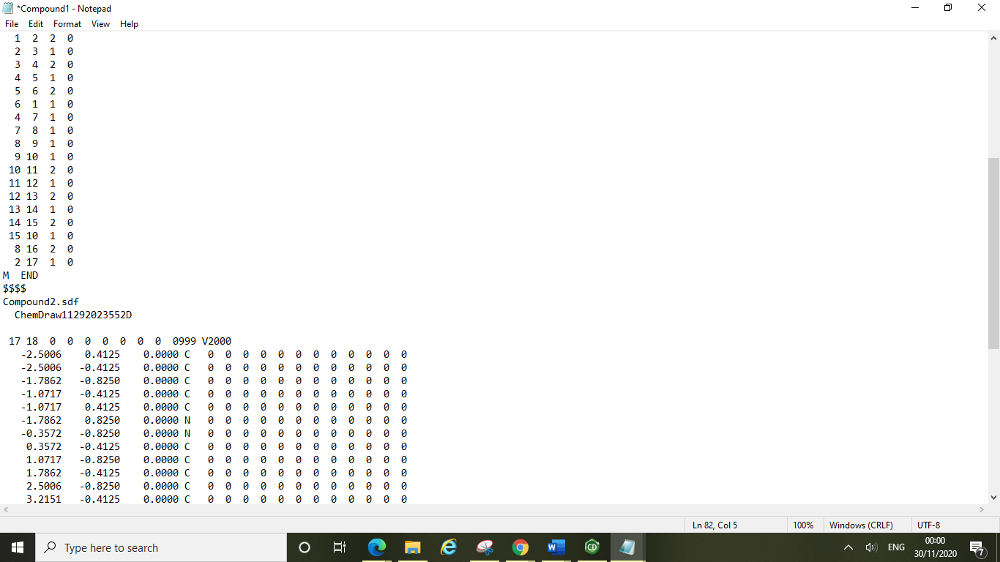 *Compound1 - Notepad
File Edit Format View Help
  1  2  2  0
  2  3  1  0
  3  4  2  0
  4  5  1  0
  5  6  2  0
  6  1  1  0
  4  7  1  0
  7  8  1  0
  8  9  1  0
  9 10  1  0
 10 11  2  0
 11 12  1  0
 12 13  2  0
 13 14  1  0
 14 15  2  0
 15 10  1  0
  8 16  2  0
  2 17  1  0
M  END
$$$$
Compound2.sdf
  ChemDraw11292023552D

 17 18  0  0  0  0  0  0  0  0999 V2000
   -2.5006    0.4125    0.0000 C   0  0  0  0  0  0  0  0  0  0  0  0
   -2.5006   -0.4125    0.0000 C   0  0  0  0  0  0  0  0  0  0  0  0
   -1.7862   -0.8250    0.0000 C   0  0  0  0  0  0  0  0  0  0  0  0
   -1.0717   -0.4125    0.0000 C   0  0  0  0  0  0  0  0  0  0  0  0
   -1.0717    0.4125    0.0000 C   0  0  0  0  0  0  0  0  0  0  0  0
   -1.7862    0.8250    0.0000 N   0  0  0  0  0  0  0  0  0  0  0  0
   -0.3572   -0.8250    0.0000 N   0  0  0  0  0  0  0  0  0  0  0  0
    0.3572   -0.4125    0.0000 C   0  0  0  0  0  0  0  0  0  0  0  0
    1.0717   -0.8250    0.0000 C   0  0  0  0  0  0  0  0  0  0  0  0
    1.7862   -0.4125    0.0000 C   0  0  0  0  0  0  0  0  0  0  0  0
    2.5006   -0.8250    0.0000 C   0  0  0  0  0  0  0  0  0  0  0  0
    3.2151   -0.4125    0.0000 C   0  0  0  0  0  0  0  0  0  0  0  0
Ln 82, Col 5 100% Windows (CRLF) UTF-8
Type here to search
W
CD
ENG
00:00
30/11/2020
7